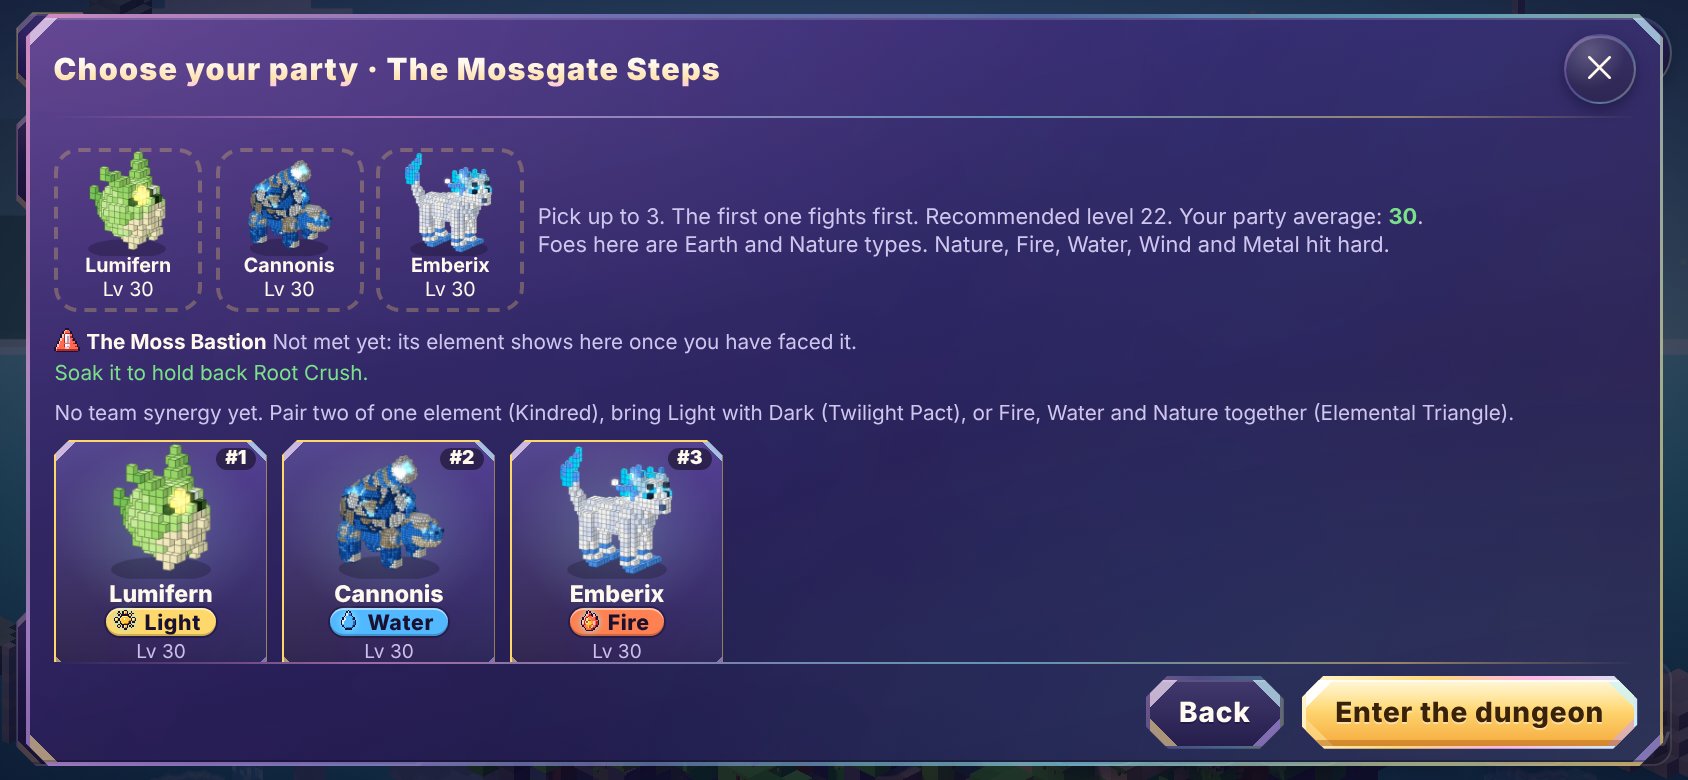 Choose your party · The Mossgate Steps
Lumifern
Lv 30
Cannonis
Lv 30
Emberix
Lv 30
Pick up to 3. The first one fights first. Recommended level 22. Your party average: 30.
Foes here are Earth and Nature types. Nature, Fire, Water, Wind and Metal hit hard.
The Moss Bastion Not met yet: its element shows here once you have faced it.
Soak it to hold back Root Crush.
No team synergy yet. Pair two of one element (Kindred), bring Light with Dark (Twilight Pact), or Fire, Water and Nature together (Elemental Triangle).
#1
Lumifern
Light
Lv 30
#2
Cannonis
Water
Lv 30
#3
Emberix
Fire
Lv 30
Back
Enter the dungeon